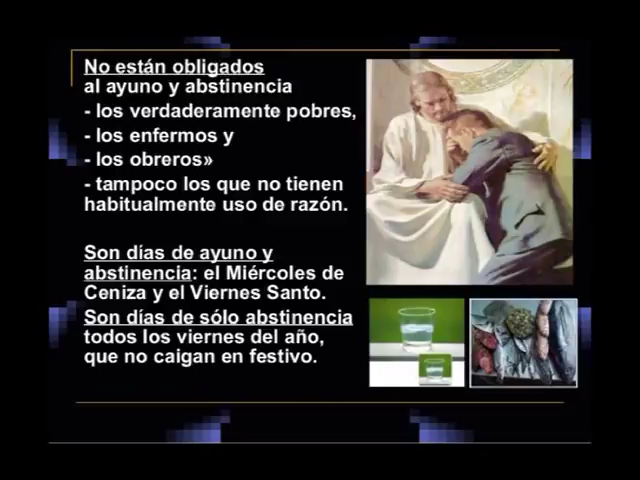 No están obligados
al ayuno y abstinencia
- los verdaderamente pobres,
- los enfermos y
- los obreros»
- tampoco los que no tienen
habitualmente uso de razón.
Son días de ayuno y
abstinencia: el Miércoles de
Ceniza y el Viernes Santo.
Son días de sólo abstinencia
todos los viernes del año,
que no caigan en festivo.